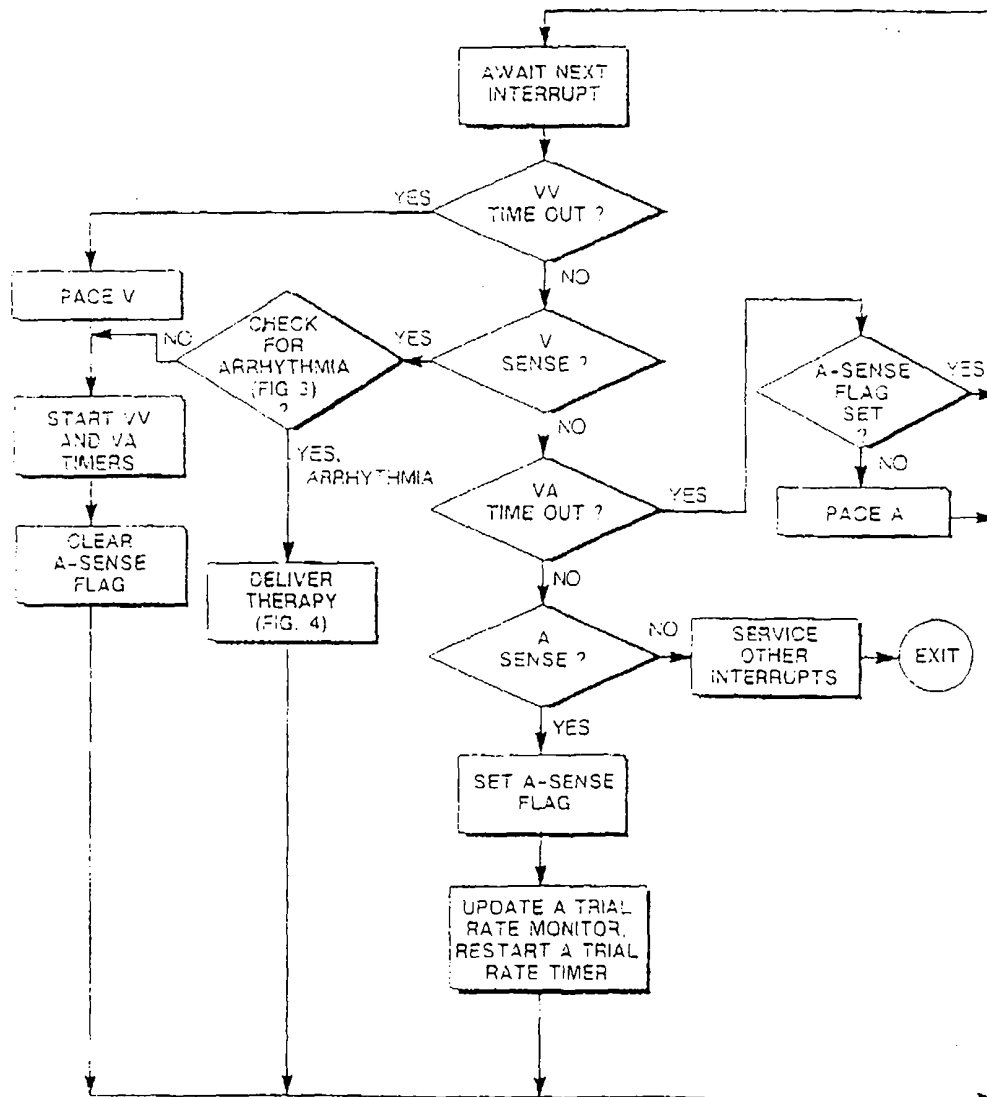 AWAIT NEXT
INTERRUPT
VV
TIME OUT ?
YES
NO
PACE V
CHECK
FOR
ARRHYTHMIA
(FIG 3)
?
NO
YES
V
SENSE ?
NO
A-SENSE
FLAG
SET
?
YES
NO
START VV
AND VA
TIMERS
YES,
ARRHYTHMIA
VA
TIME OUT ?
YES
NO
PACE A
CLEAR
A-SENSE
FLAG
DELIVER
THERAPY
(FIG. 4)
A
SENSE ?
NO
SERVICE
OTHER
INTERRUPTS
EXIT
YES
SET A-SENSE
FLAG
UPDATE A TRIAL
RATE MONITOR,
RESTART A TRIAL
RATE TIMER